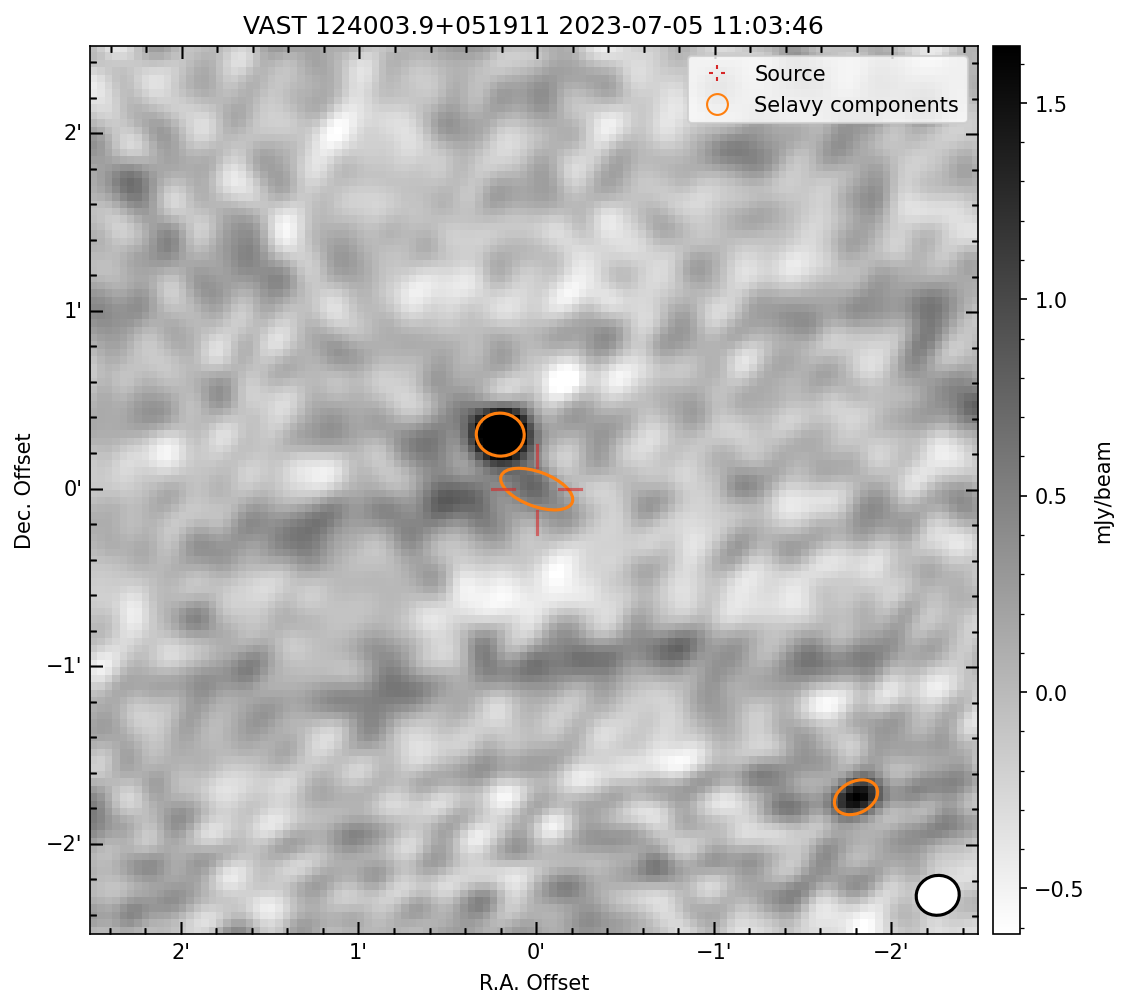 VAST 124003.9+051911 2023-07-05 11:03:46
Source
Selavy components
2'
1'
0'
−1'
−2'
Dec. Offset
2'
1'
0'
−1'
−2'
R.A. Offset
1.5
1.0
0.5
0.0
−0.5
mJy/beam